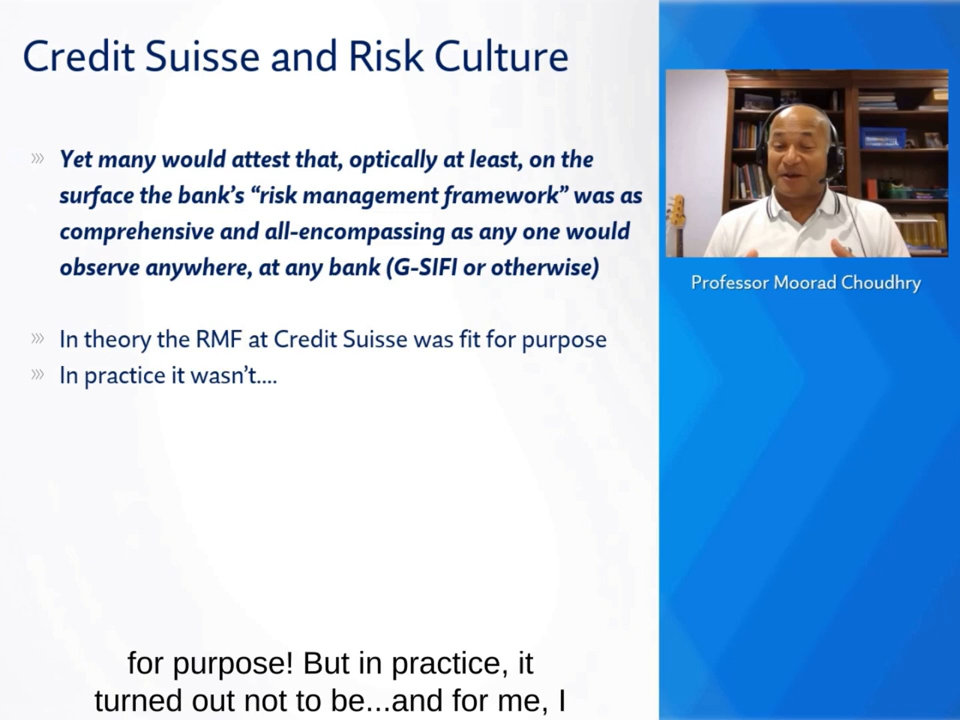 Credit Suisse and Risk Culture
Yet many would attest that, optically at least, on the
surface the bank’s “risk management framework” was as
comprehensive and all-encompassing as any one would
observe anywhere, at any bank (G-SIFI or otherwise)
In theory the RMF at Credit Suisse was fit for purpose
In practice it wasn’t....
Professor Moorad Choudhry
for purpose! But in practice, it
turned out not to be...and for me, I